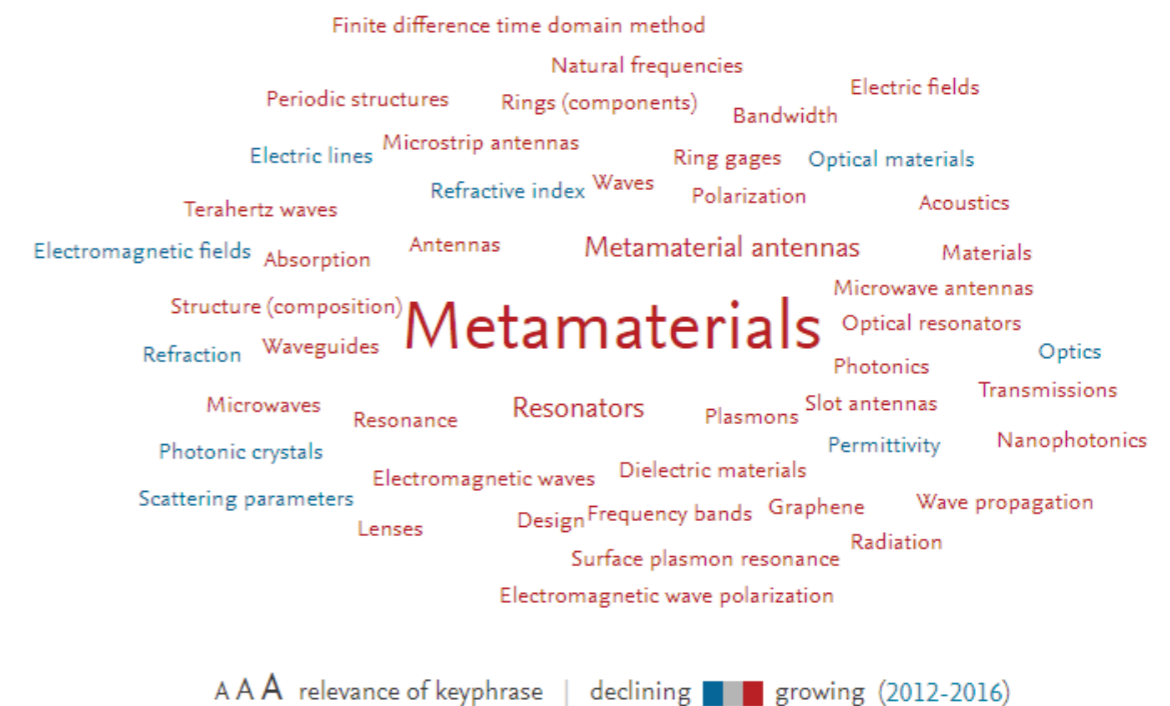 Finite difference time domain method
Natural frequencies
Electric fields
Periodic structures
Rings (components)
Bandwidth
Microstrip antennas
Electric lines
Ring gages
Optical materials
Refractive index
Waves
Polarization
Acoustics
Terahertz waves
Electromagnetic fields
Absorption
Antennas
Metamaterial antennas
Materials
Microwave antennas
Structure (composition)
Metamaterials
Optical resonators
Refraction
Waveguides
Optics
Photonics
Transmissions
Microwaves
Resonance
Resonators
Plasmons
Slot antennas
Photonic crystals
Permittivity
Nanophotonics
Electromagnetic waves
Dielectric materials
Scattering parameters
Lenses
Design
Frequency bands
Graphene
Wave propagation
Radiation
Surface plasmon resonance
Electromagnetic wave polarization
A A A relevance of keyphrase | declining growing (2012-2016)